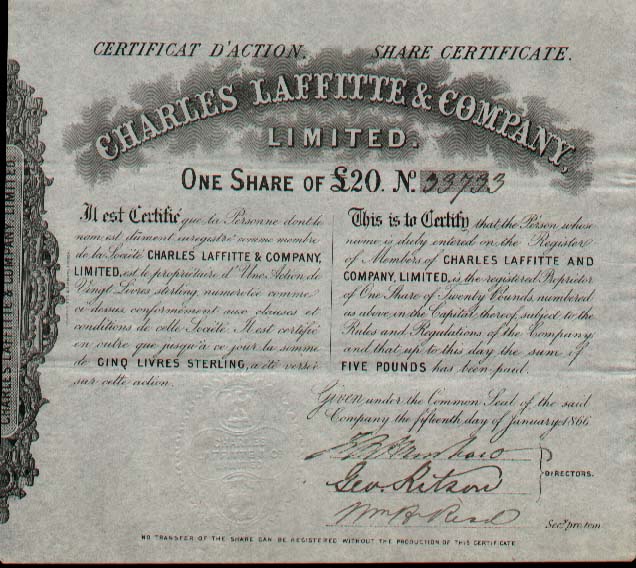 CERTIFICAT D'ACTION. SHARE CERTIFICATE.
CHARLES LAFFITTE & COMPANY,
LIMITED.
ONE SHARE OF £20. No. 33733
Il est Certifié que la Personne dont le
nom est dûment enregistré comme membre
de la Société CHARLES LAFFITTE & COMPANY,
LIMITED, est le propriétaire d'Une Action de
Vingt Livres sterling, numerotée comme
ci dessus conformément aux clauses et
conditions de celle Société. Il est certifié
en outre que jusqu'à ce jour la somme
de CINQ LIVRES STERLING, a été versée
sur cette action.
This is to Certify that the Person whose
name is duly entered on the Register
of Members of CHARLES LAFFITTE AND
COMPANY, LIMITED, is the registered Proprietor
of One Share of Twenty Pounds, numbered
as above in the Capital thereof subject to the
Rules and Regulations of the Company
and that up to this day the sum of
FIVE POUNDS has been paid.
Given under the Common Seal of the said
Company the fifteenth day of January 1866
Geo. Kitson
DIRECTORS.
Wm H. Read
Secy. pro tem
NO TRANSFER OF THE SHARE CAN BE REGISTERED WITHOUT THE PRODUCTION OF THIS CERTIFICATE
CHARLES LAFFITTE & COMPANY LIMITED